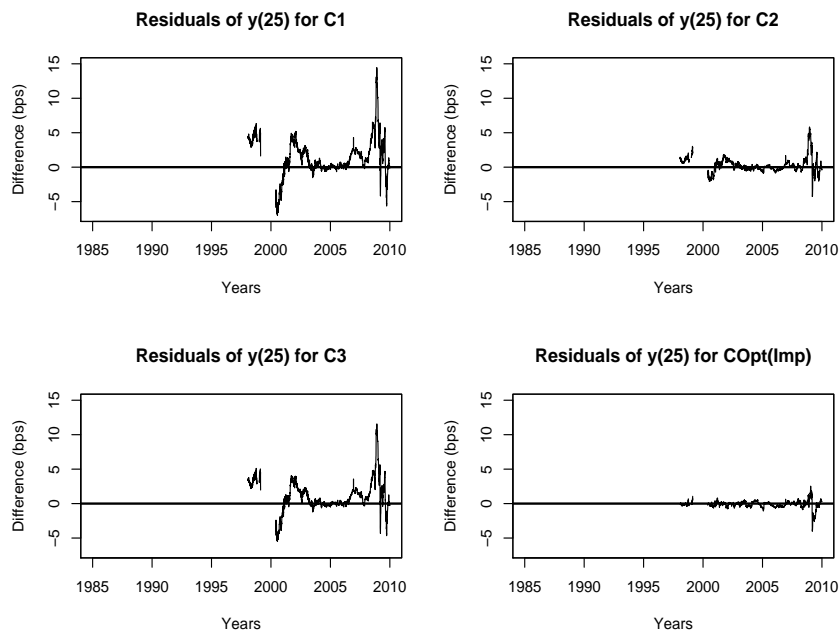 Residuals of y(25) for C1
Difference (bps)
15
10
5
0
−5
1985 1990 1995 2000 2005 2010
Years
Residuals of y(25) for C2
Difference (bps)
15
10
5
0
−5
1985 1990 1995 2000 2005 2010
Years
Residuals of y(25) for C3
Difference (bps)
15
10
5
0
−5
1985 1990 1995 2000 2005 2010
Years
Residuals of y(25) for COpt(Imp)
Difference (bps)
15
10
5
0
−5
1985 1990 1995 2000 2005 2010
Years